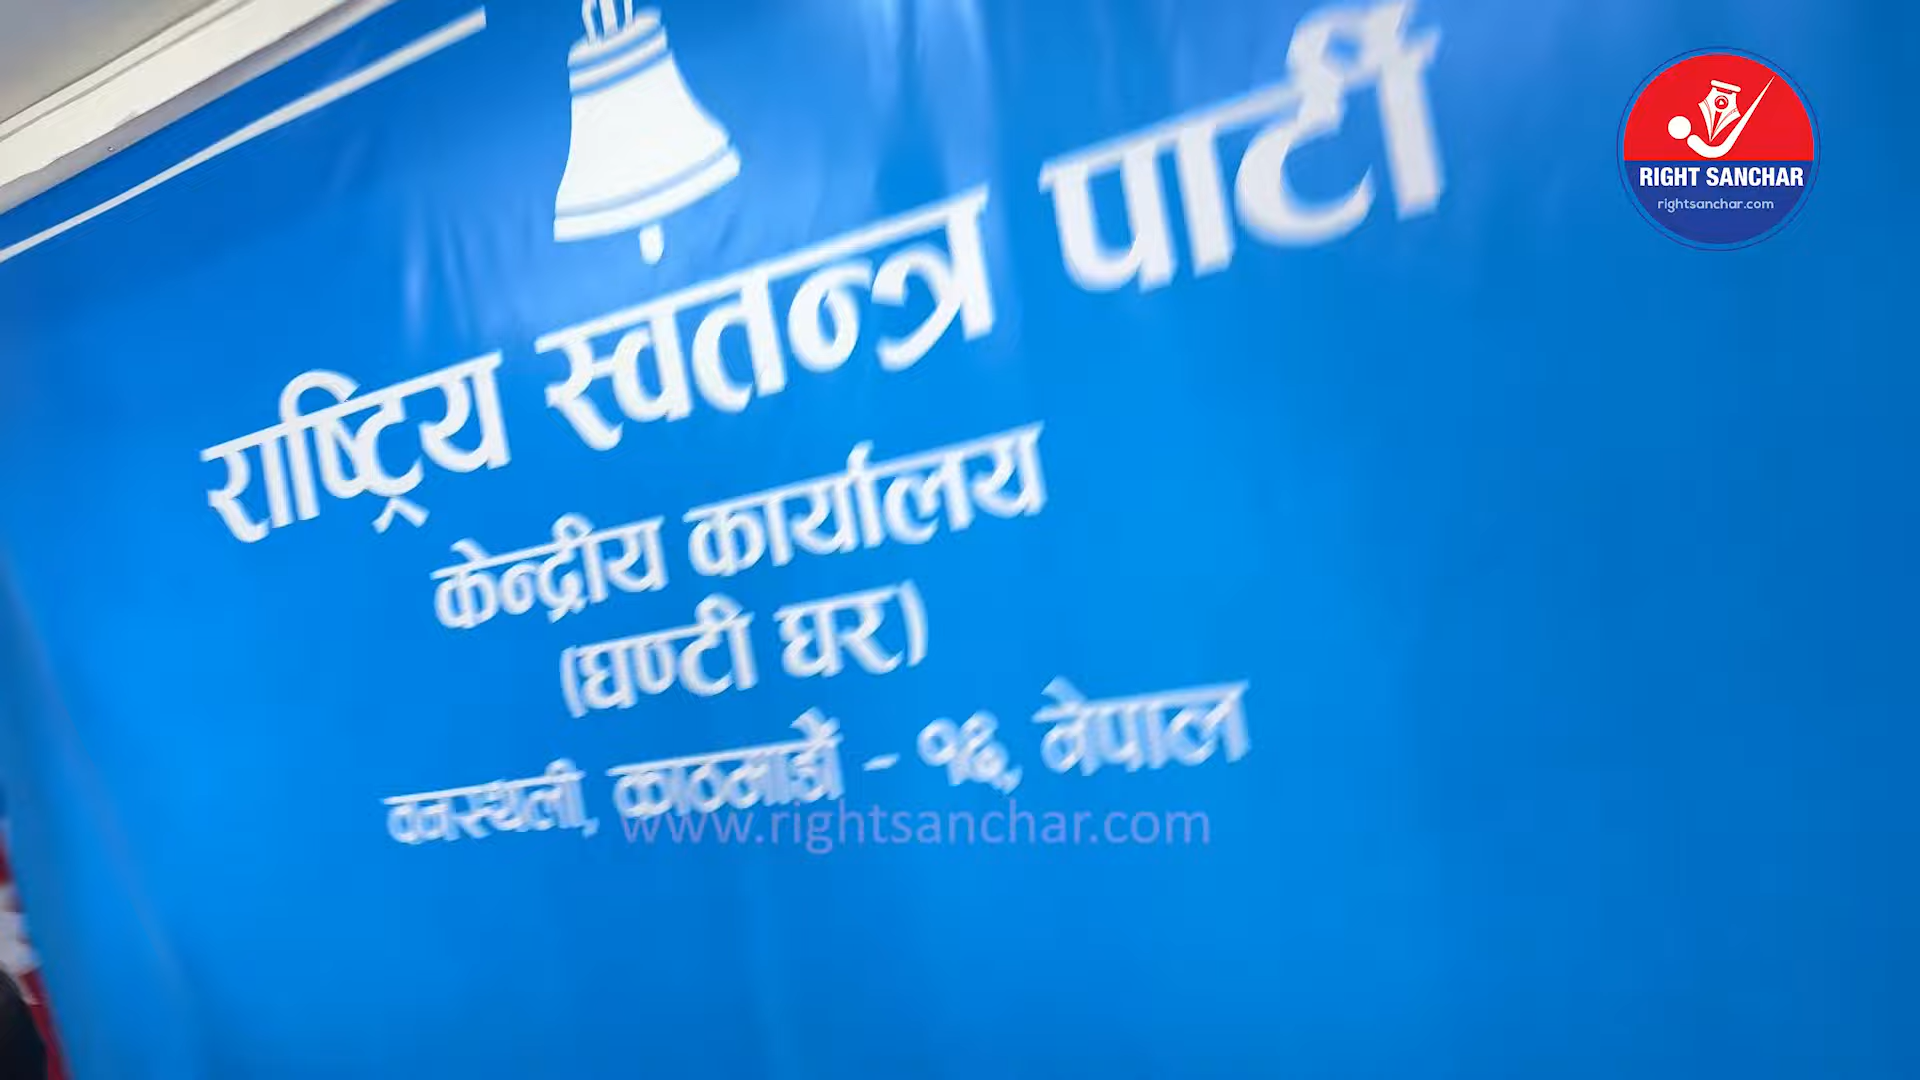 राष्ट्रिय स्वतन्त्र पार्टी
केन्द्रीय कार्यालय
(घण्टी घर)
वनस्थली, काठमाडौं - १६, नेपाल
www.rightsanchar.com
RIGHT SANCHAR
rightsanchar.com